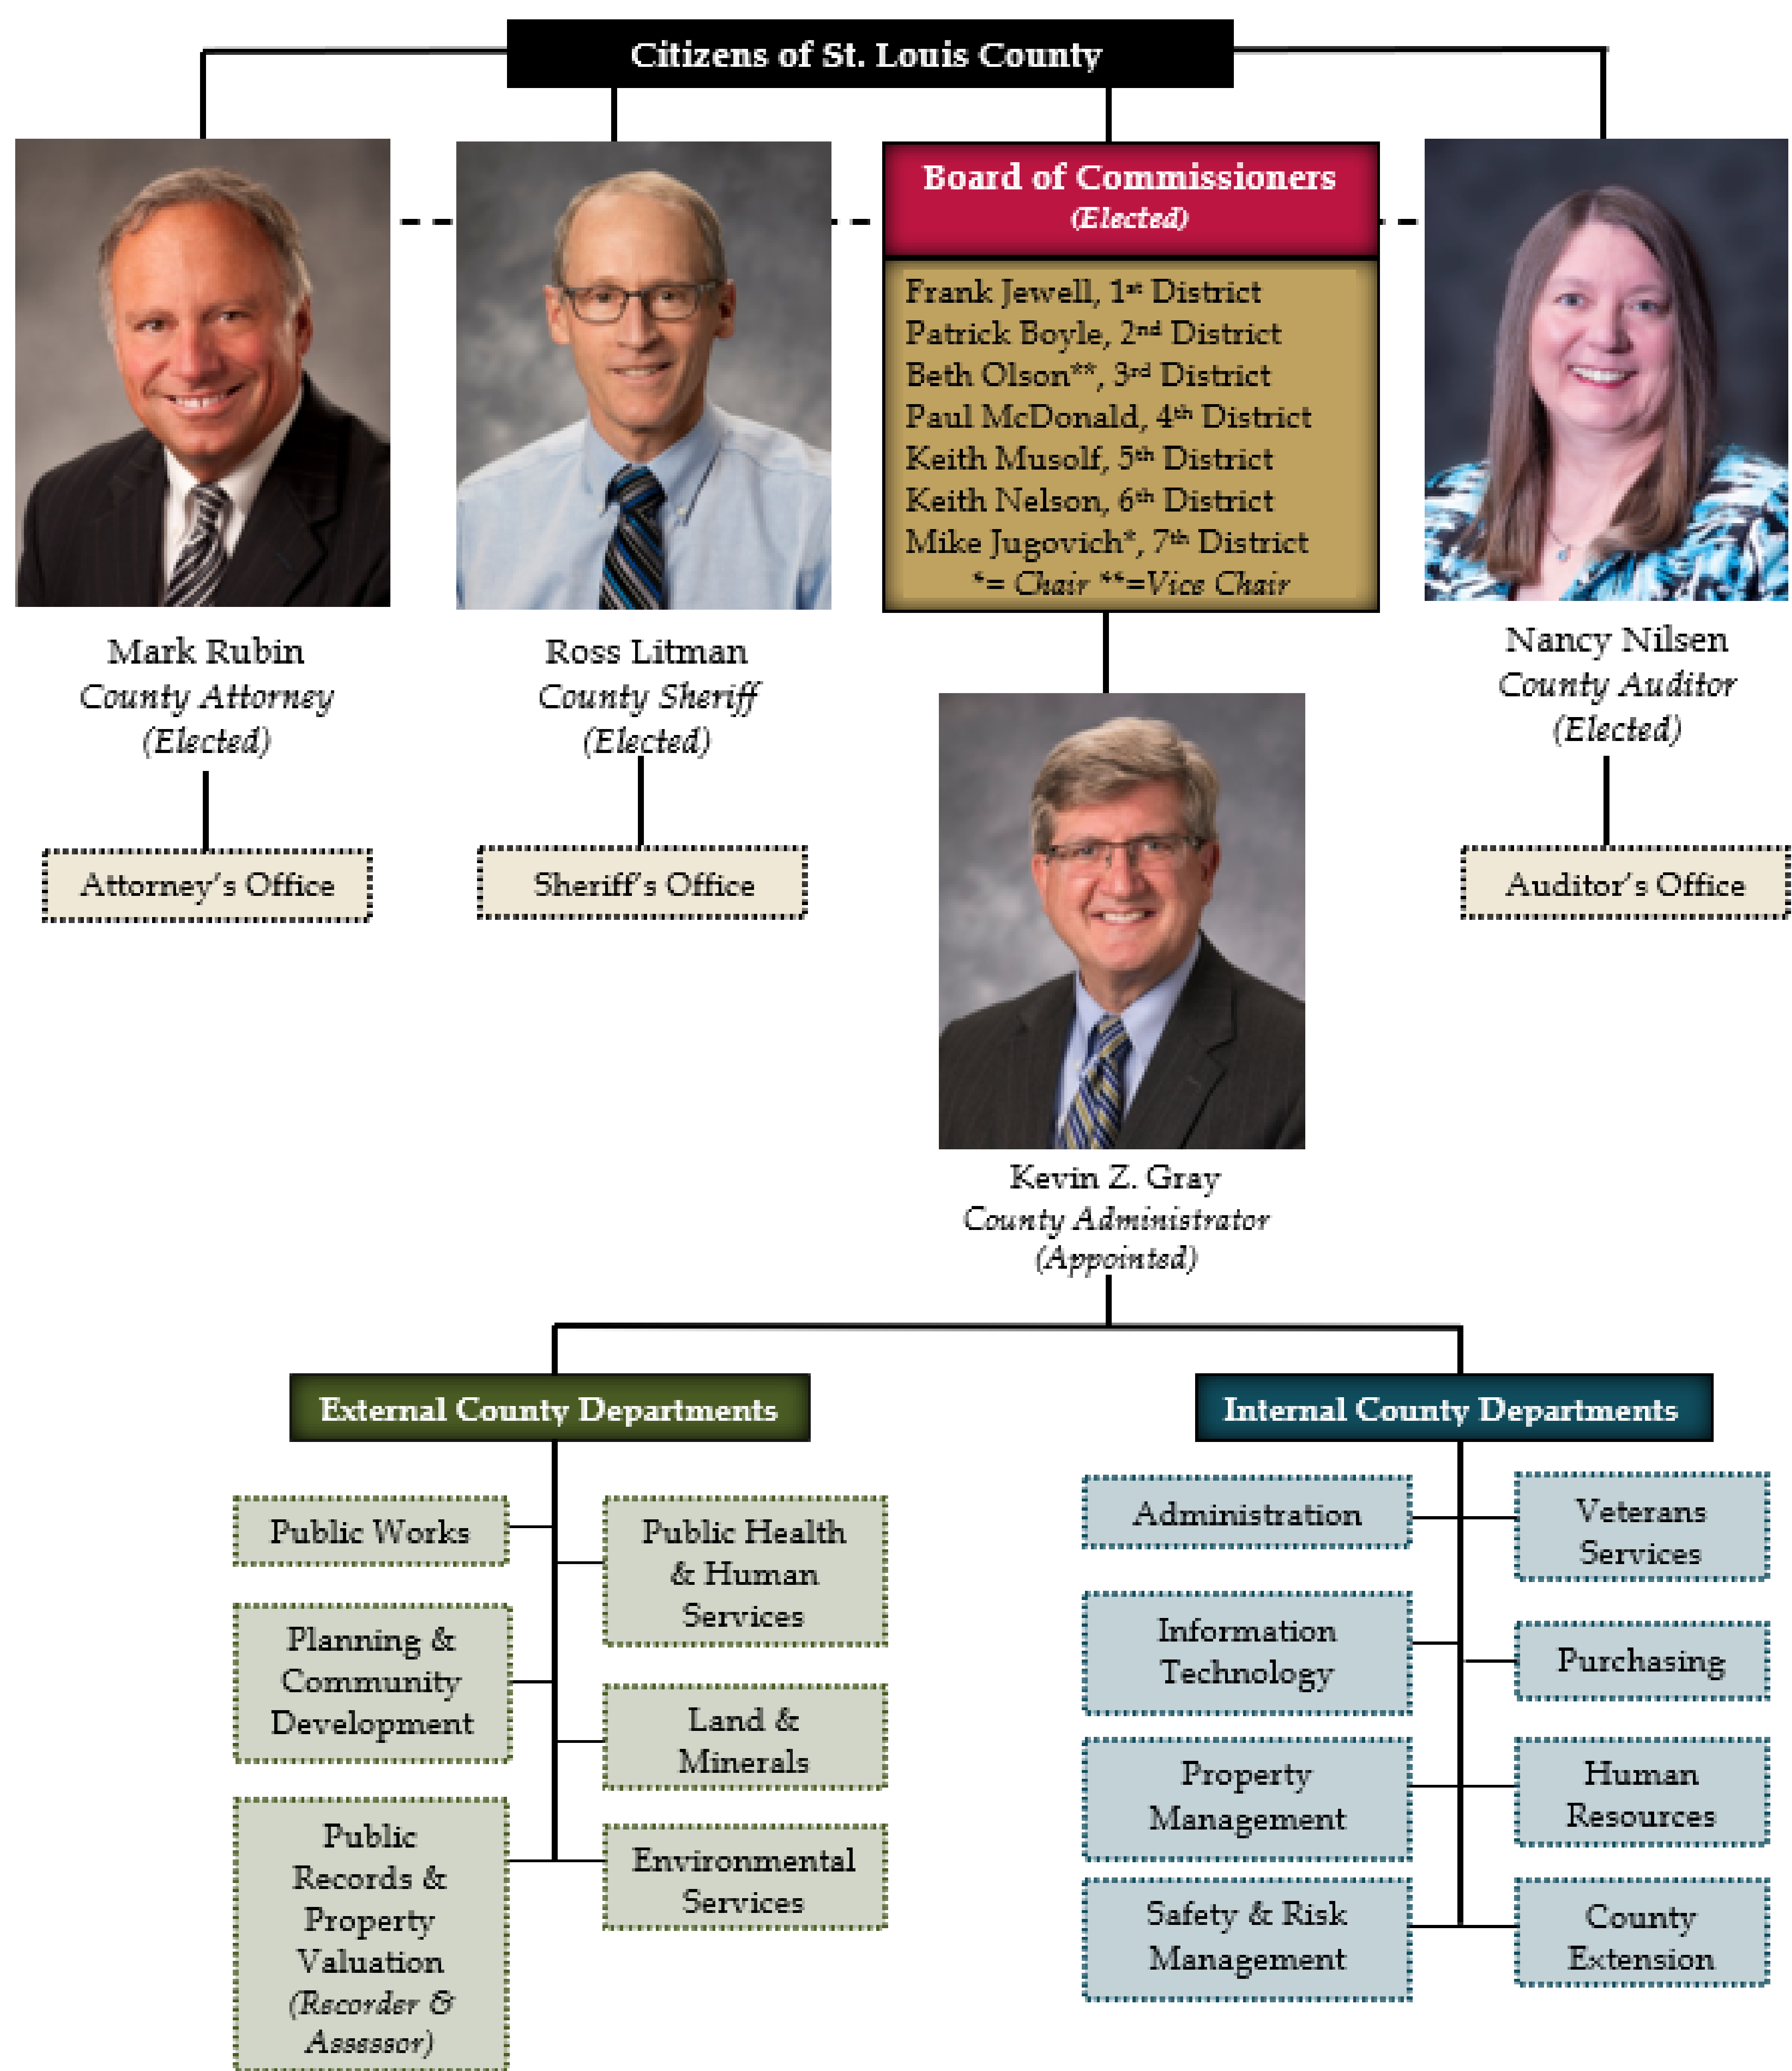 Citizens of St. Louis County
Board of Commissioners
(Elected)
Frank Jewell, 1st District
Patrick Boyle, 2nd District
Beth Olson**, 3rd District
Paul McDonald, 4th District
Keith Musolf, 5th District
Keith Nelson, 6th District
Mike Jugovich*, 7th District
*= Chair **=Vice Chair
Mark Rubin
County Attorney
(Elected)
Ross Litman
County Sheriff
(Elected)
Nancy Nilsen
County Auditor
(Elected)
Attorney's Office
Sheriff's Office
Auditor's Office
Kevin Z. Gray
County Administrator
(Appointed)
External County Departments
Public Works
Public Health
& Human
Services
Planning &
Community
Development
Land &
Minerals
Public
Records &
Property
Valuation
(Recorder &
Assessor)
Environmental
Services
Internal County Departments
Administration
Veterans
Services
Information
Technology
Purchasing
Property
Management
Human
Resources
Safety & Risk
Management
County
Extension